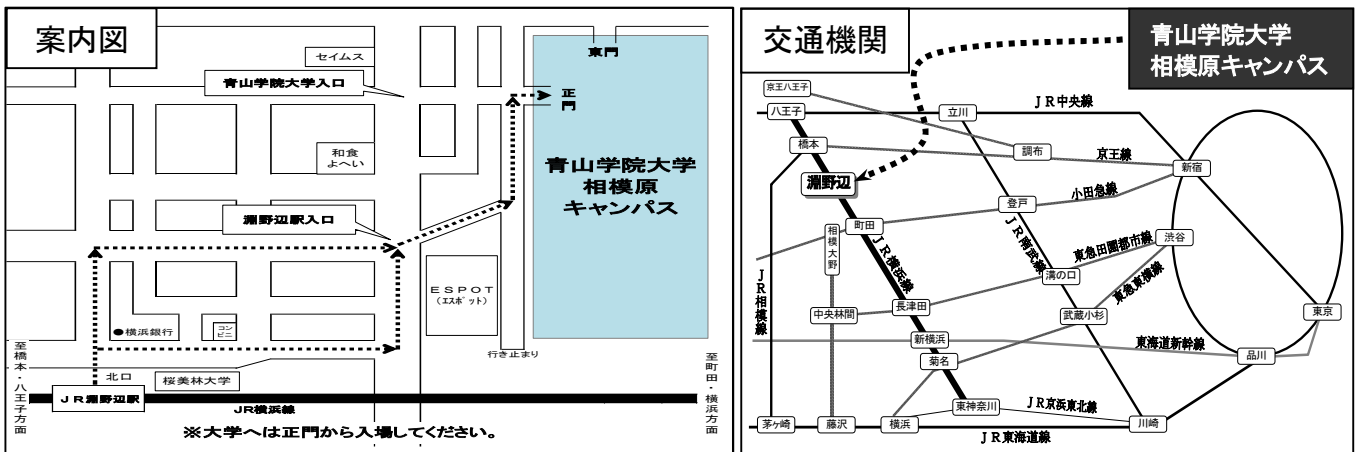 案内図
セイムス
青山学院大学入口
東門
正門
和食
よへい
青山学院大学
相模原
キャンパス
淵野辺駅入口
ESPOT
(エスポット)
●横浜銀行
コン
ビニ
行き止まり
至橋本・八王子方面
至町田・横浜方面
北口
桜美林大学
JR淵野辺駅
JR横浜線
※大学へは正門から入場してください。
交通機関
青山学院大学
相模原キャンパス
京王八王子
八王子
立川
JR中央線
橋本
調布
京王線
新宿
淵野辺
小田急線
登戸
町田
相模大野
JR横浜線
JR南武線
東急田園都市線
渋谷
溝の口
東急東横線
JR相模線
中央林間
長津田
武蔵小杉
東京
新横浜
東海道新幹線
品川
菊名
東神奈川
JR京浜東北線
茅ヶ崎
藤沢
横浜
川崎
JR東海道線